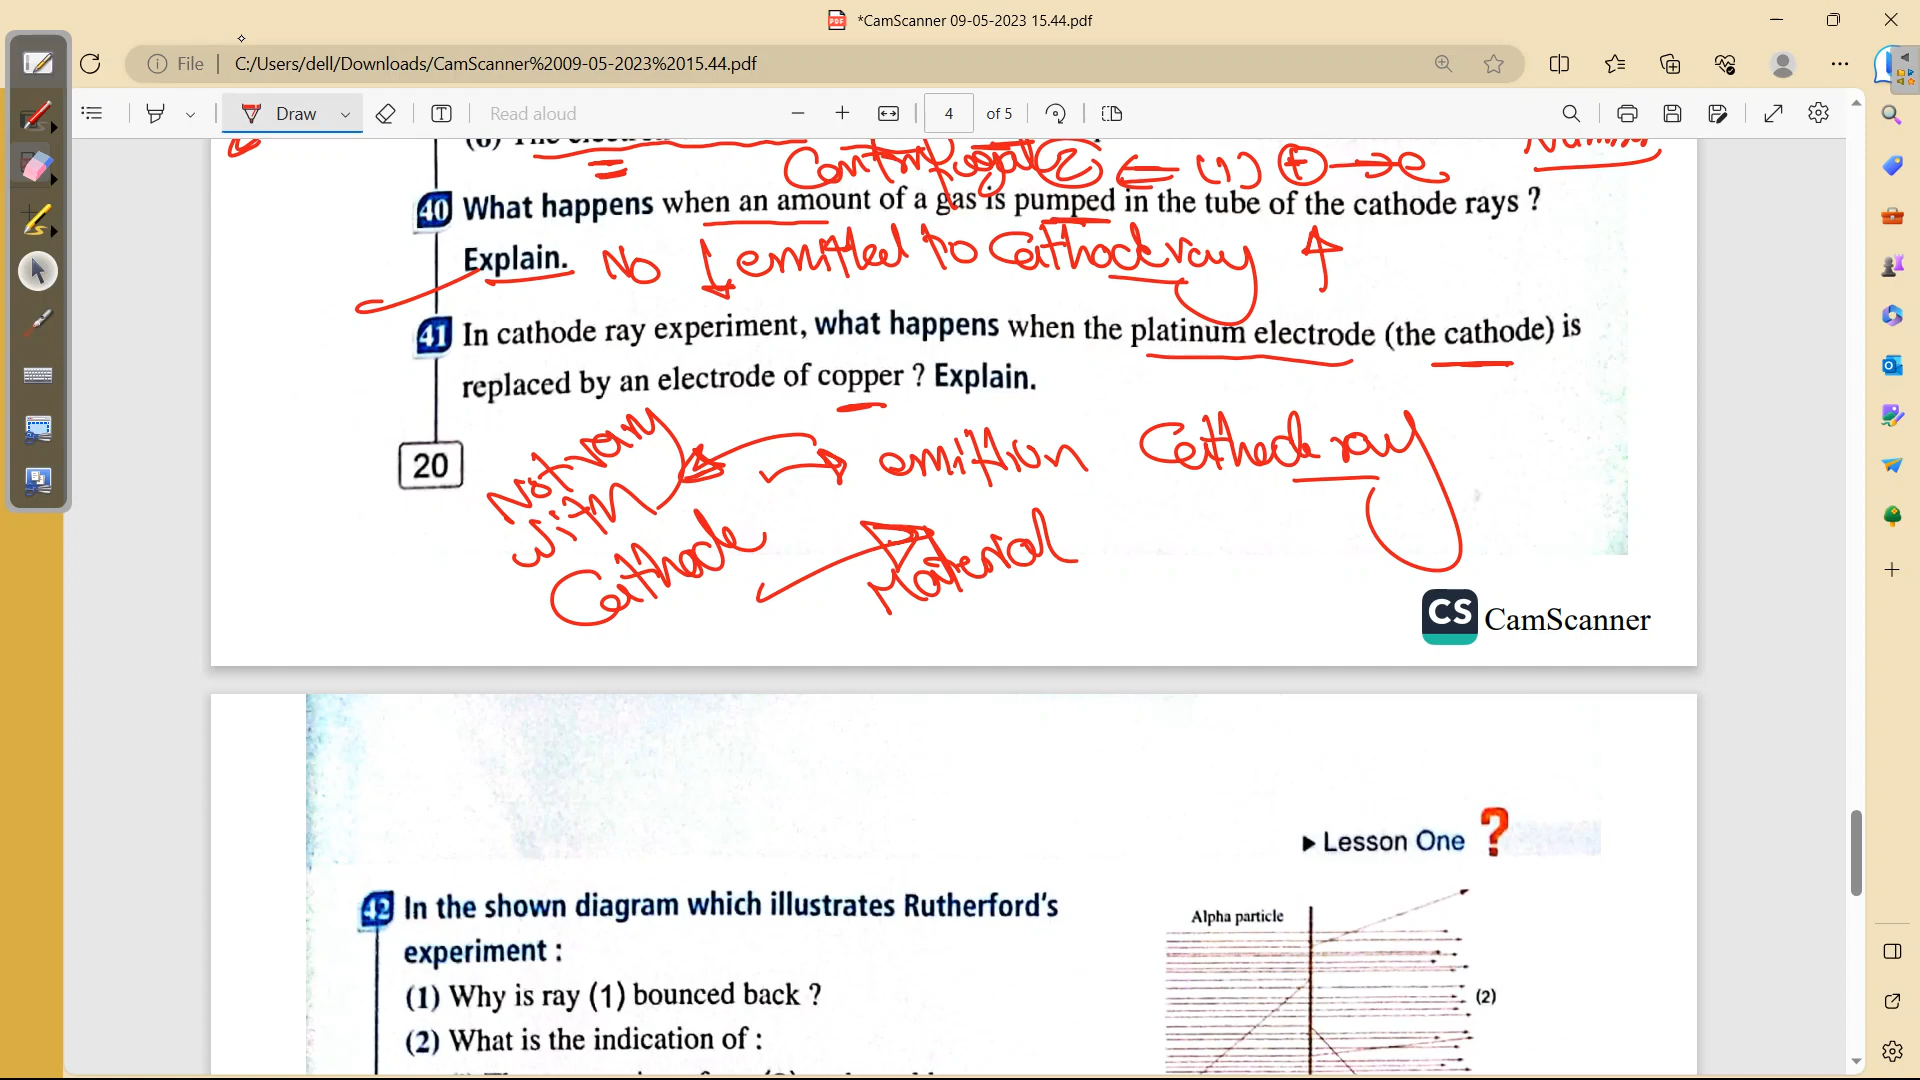 *CamScanner 09-05-2023 15.44.pdf
File C:/Users/dell/Downloads/CamScanner%2009-05-2023%2015.44.pdf
Draw Read aloud 4 of 5
Centrifugal (2) (1) + e
40 What happens when an amount of a gas is pumped in the tube of the cathode rays ?
Explain. No emitted to Cathode ray
41 In cathode ray experiment, what happens when the platinum electrode (the cathode) is
replaced by an electrode of copper ? Explain.
Not vary emittion Cathode ray
20
with
Cathode Material
CS CamScanner
Lesson One ?
42 In the shown diagram which illustrates Rutherford's
Alpha particle
experiment :
(1) Why is ray (1) bounced back ?
(2)
(2) What is the indication of :